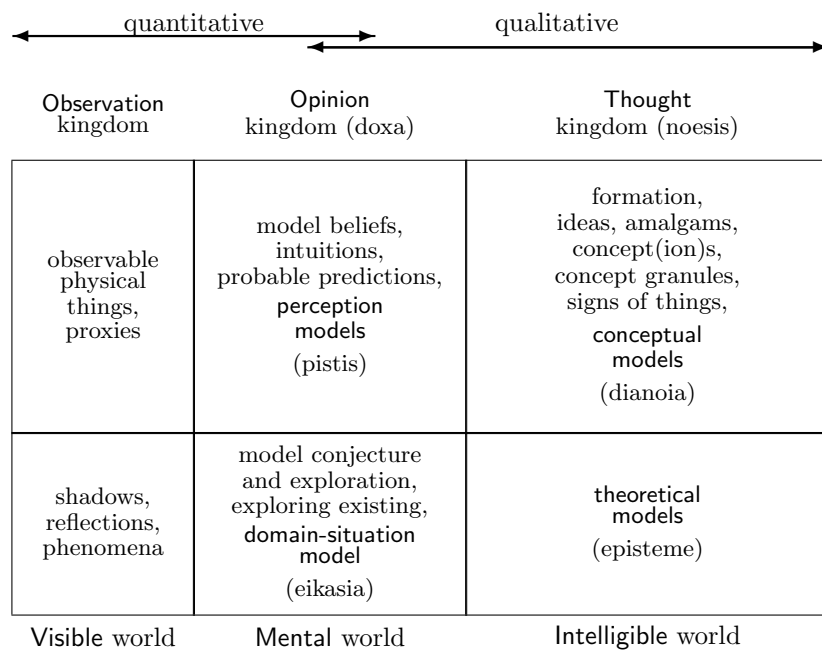 quantitative
qualitative
Observation
kingdom
Opinion
kingdom (doxa)
Thought
kingdom (noesis)
observable
physical
things,
proxies
model beliefs,
intuitions,
probable predictions,
perception
models
(pistis)
formation,
ideas, amalgams,
concept(ion)s,
concept granules,
signs of things,
conceptual
models
(dianoia)
shadows,
reflections,
phenomena
model conjecture
and exploration,
exploring existing,
domain-situation
model
(eikasia)
theoretical
models
(episteme)
Visible world
Mental world
Intelligible world